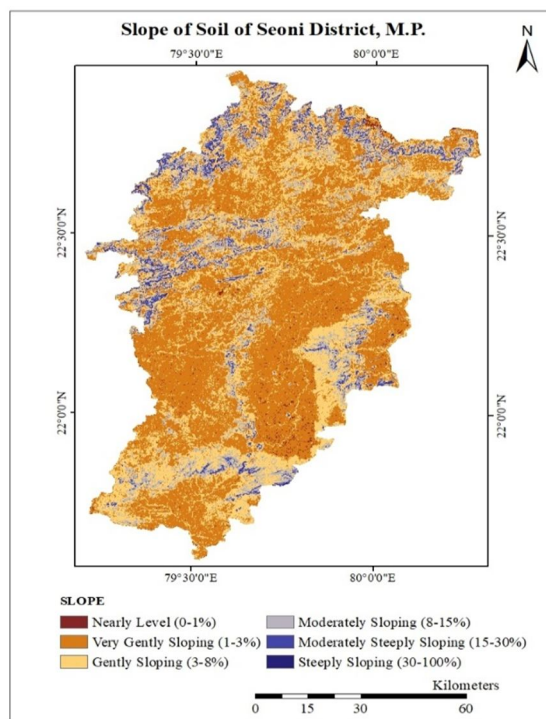 Slope of Soil of Seoni District, M.P.
N
79°30'0"E
80°0'0"E
22°30'0"N
22°30'0"N
22°0'0"N
22°0'0"N
79°30'0"E
80°0'0"E
SLOPE
Nearly Level (0-1%)
Very Gently Sloping (1-3%)
Gently Sloping (3-8%)
Moderately Sloping (8-15%)
Moderately Steeply Sloping (15-30%)
Steeply Sloping (30-100%)
Kilometers
0 15 30 60